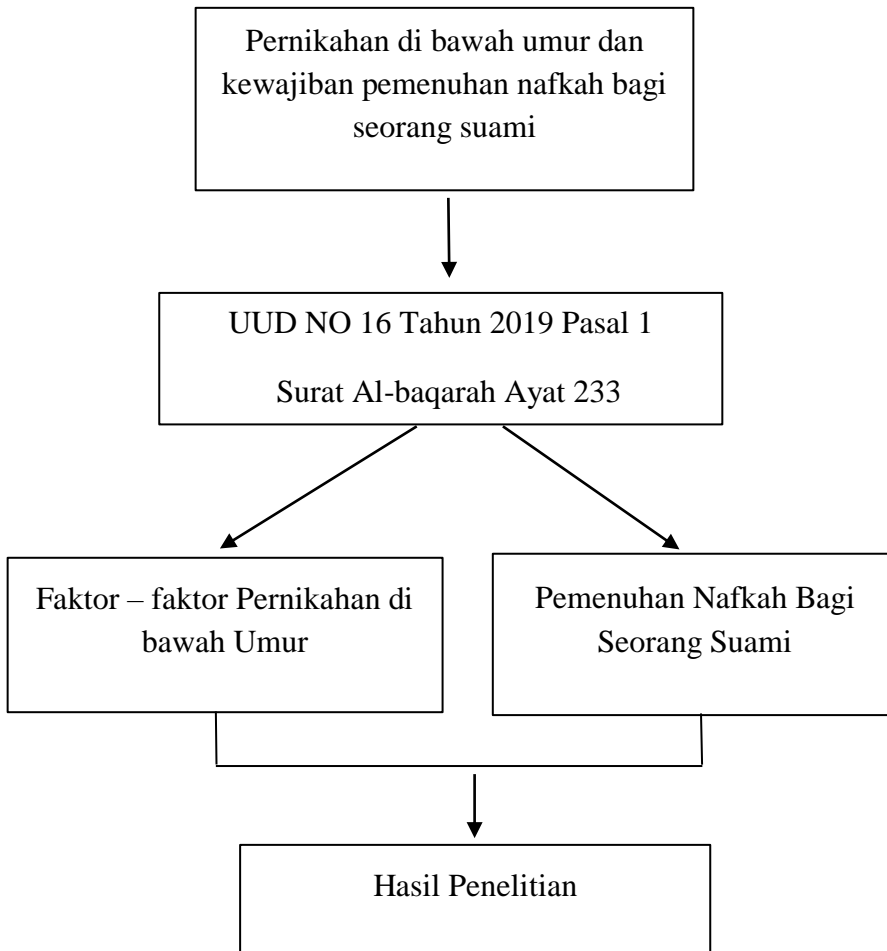 Pernikahan di bawah umur dan
kewajiban pemenuhan nafkah bagi
seorang suami
UUD NO 16 Tahun 2019 Pasal 1
Surat Al-baqarah Ayat 233
Faktor – faktor Pernikahan di
bawah Umur
Pemenuhan Nafkah Bagi
Seorang Suami
Hasil Penelitian